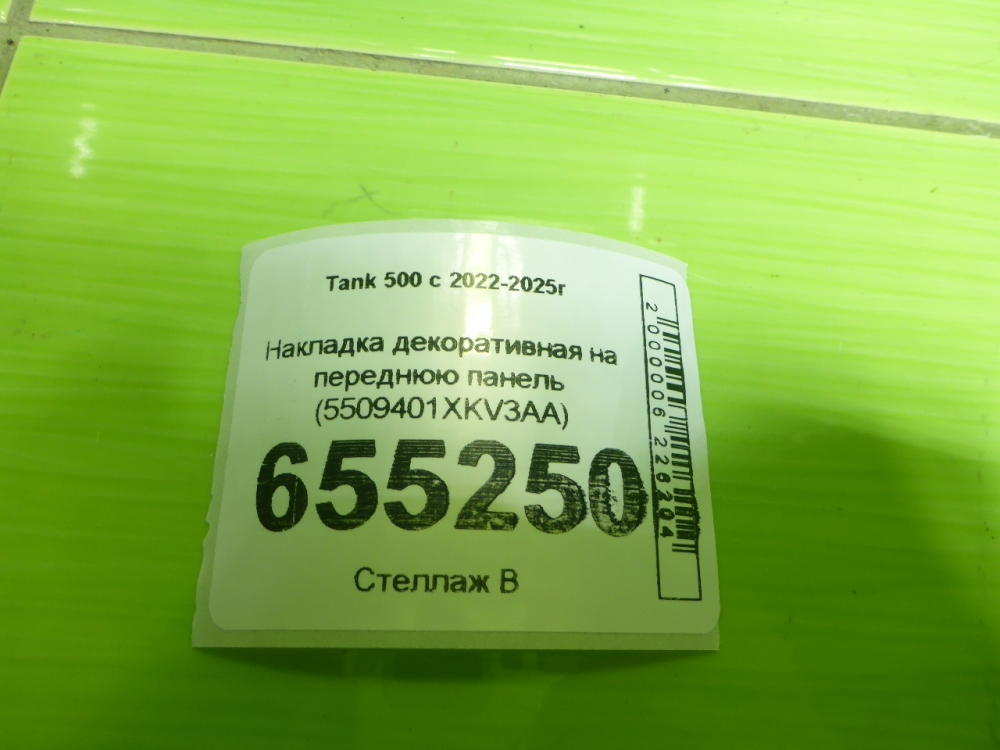 Tank 500 с 2022-2025г
Накладка декоративная на
переднюю панель
(5509401XKV3AA)
655250
Стеллаж В
2000006226204